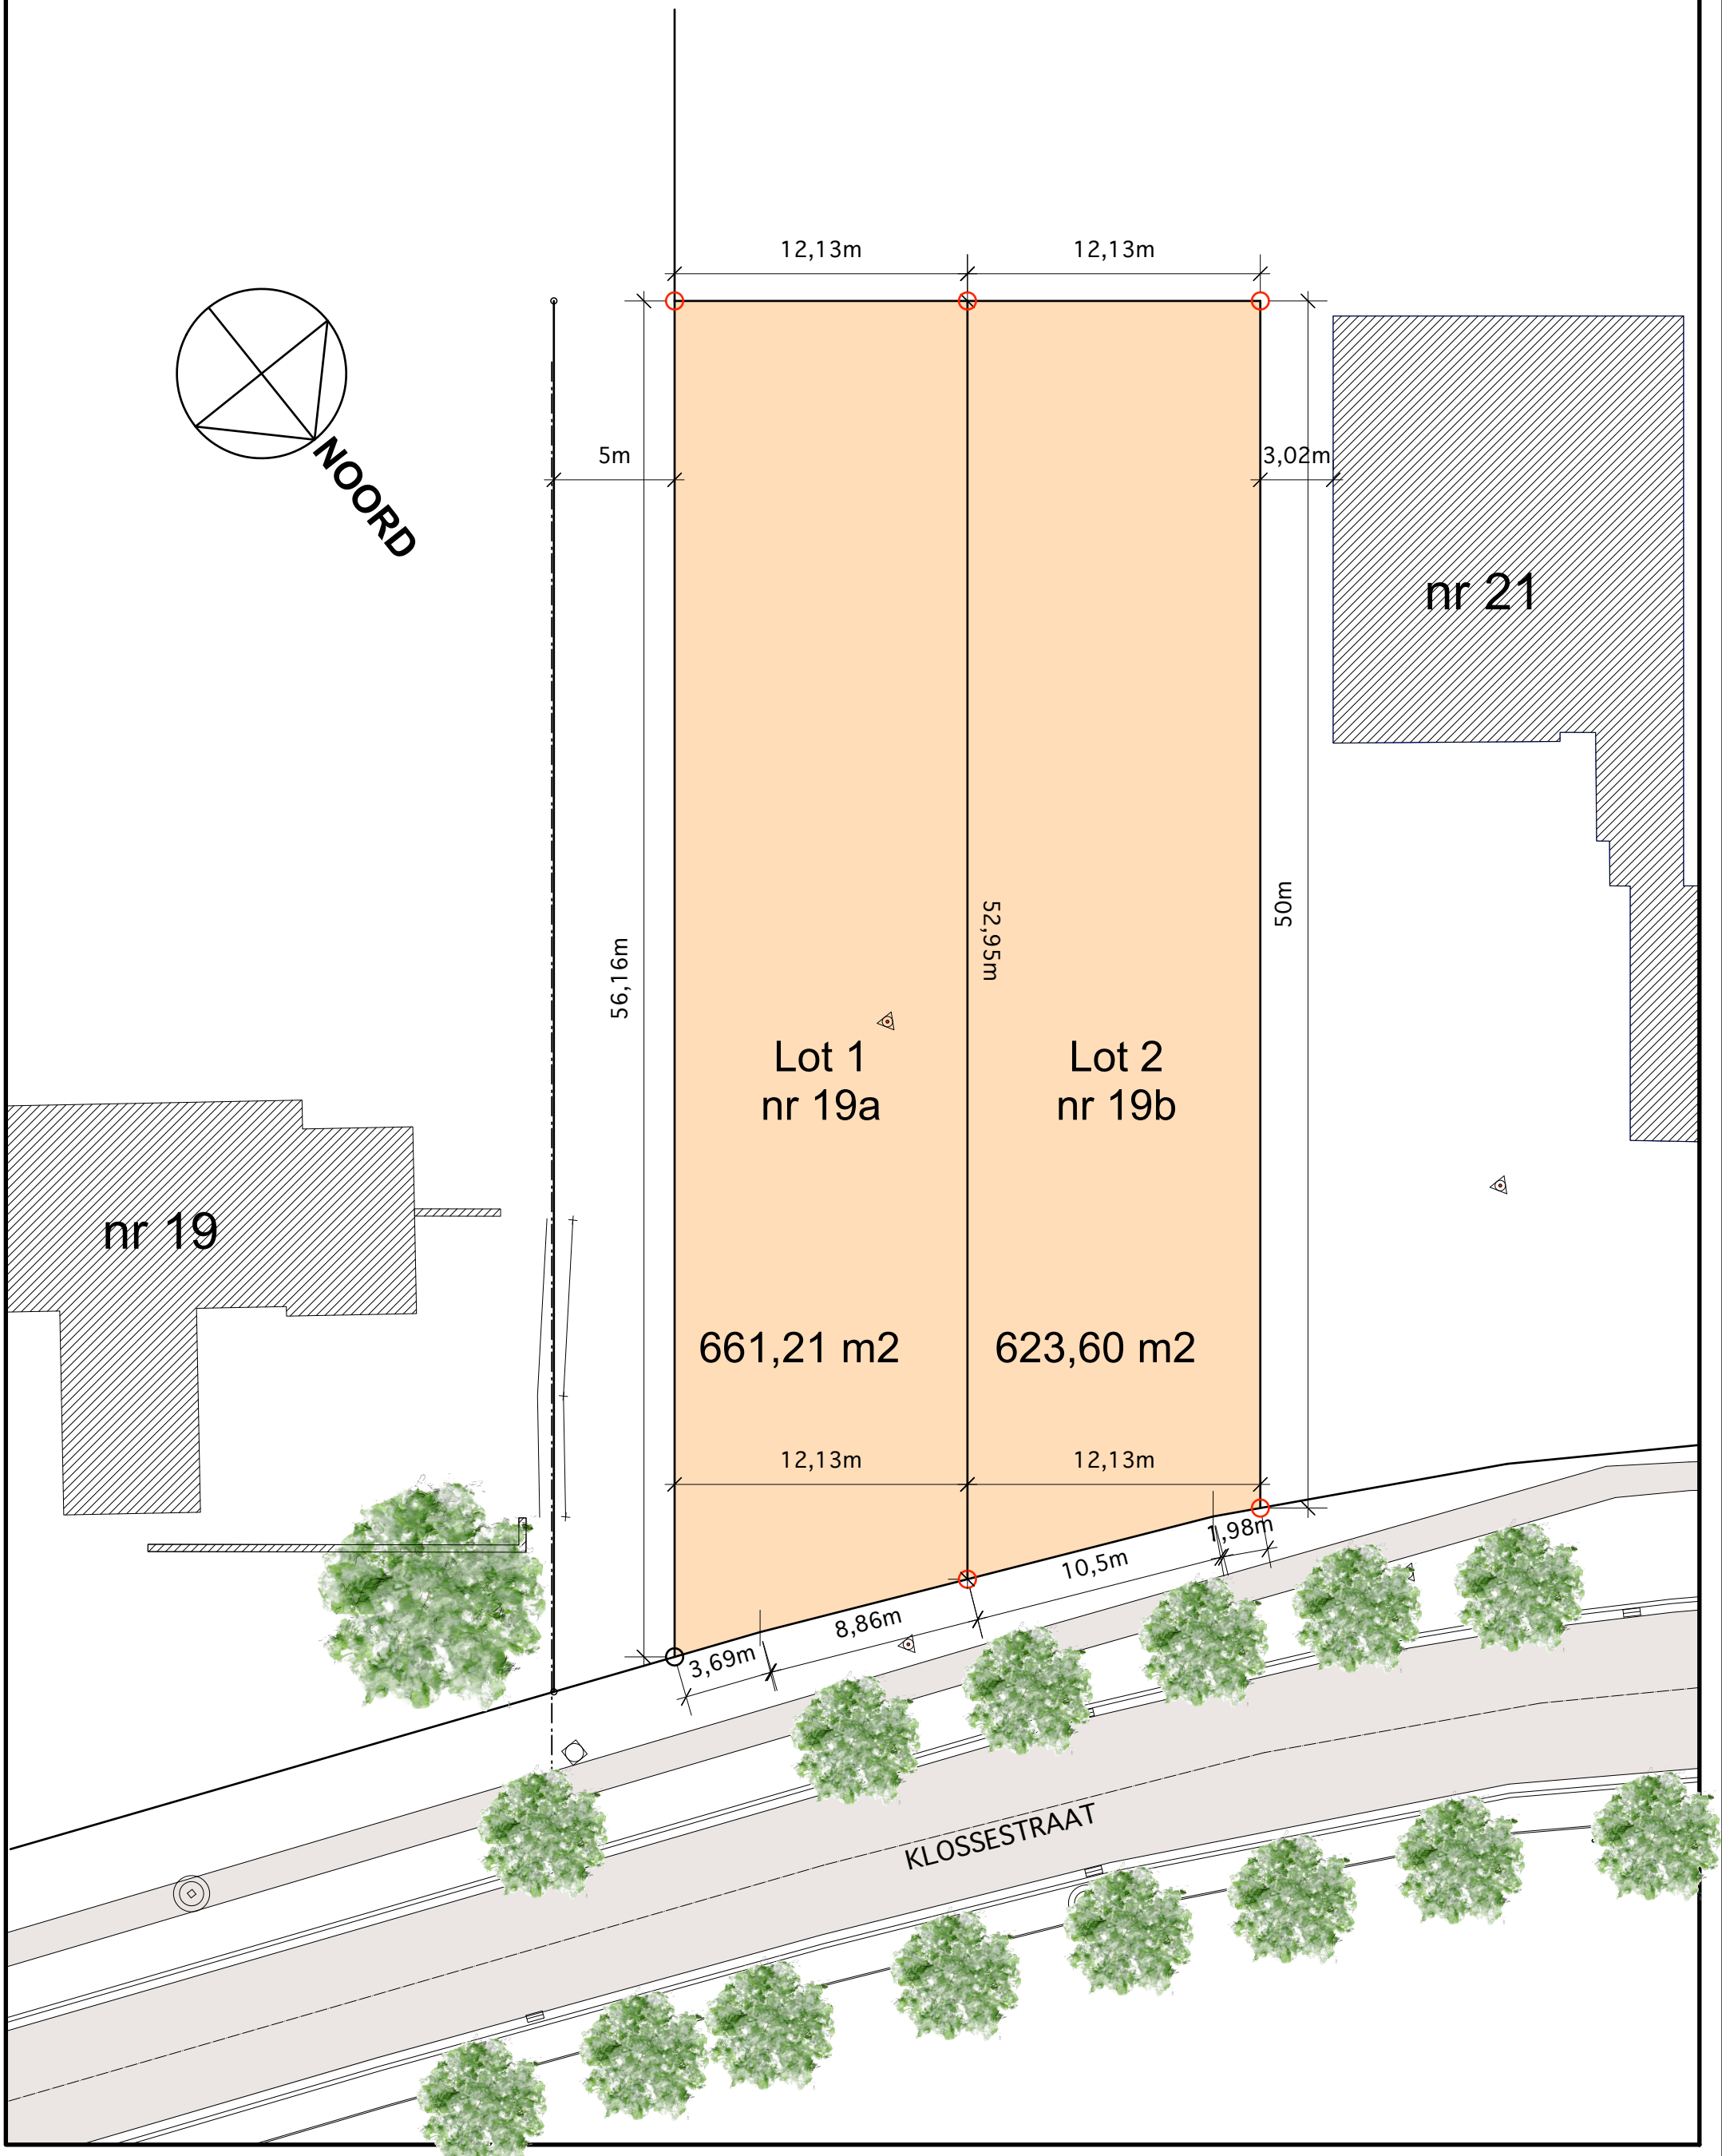 12,13m
12,13m
5m
3,02m
NOORD
nr 21
50m
52,95m
56,16m
Lot 1
nr 19a
Lot 2
nr 19b
nr 19
661,21 m2
623,60 m2
12,13m
12,13m
1,98m
10,5m
8,86m
3,69m
KLOSSESTRAAT